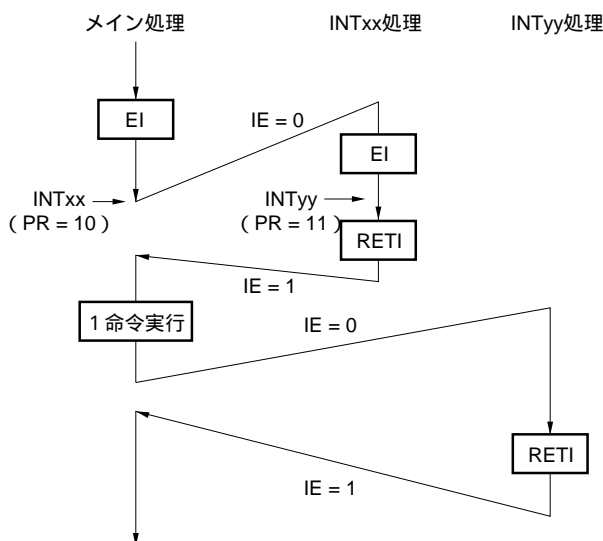 メイン処理
INTxx処理
INTyy処理
EI
IE = 0
EI
INTxx
(PR = 10)
INTyy
(PR = 11)
RETI
IE = 1
1 命令実行
IE = 0
RETI
IE = 1